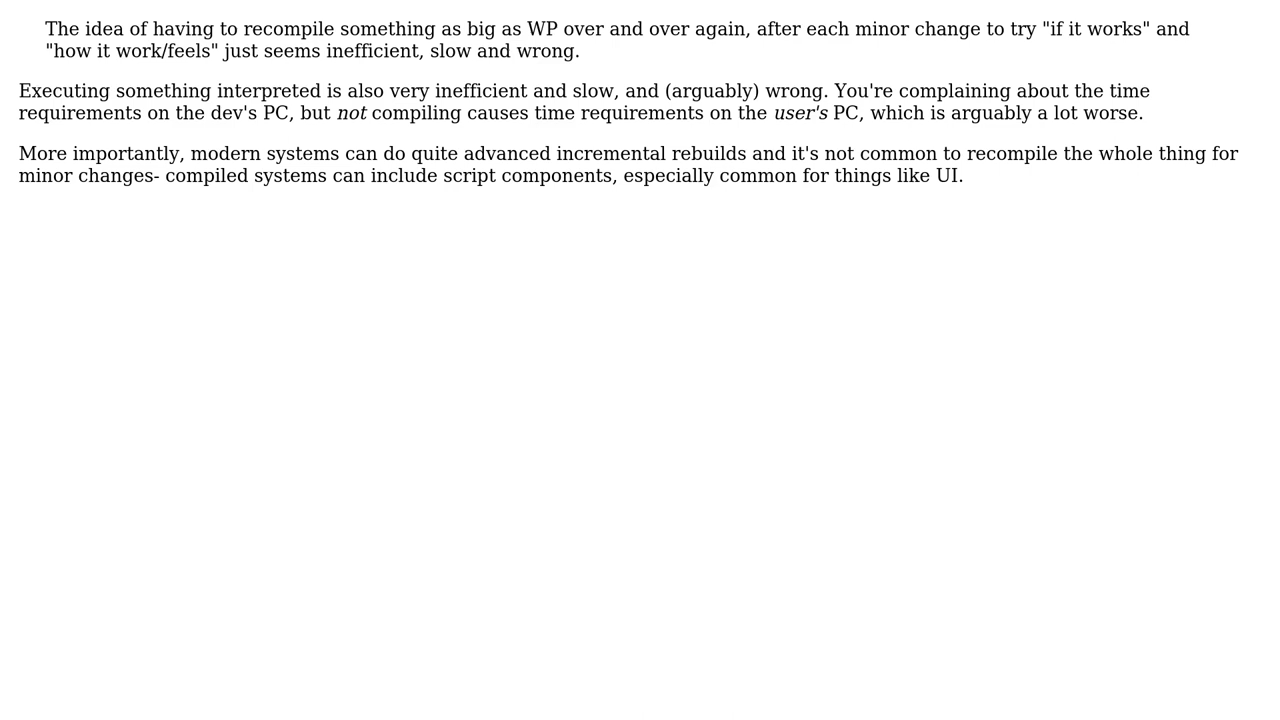 The idea of having to recompile something as big as WP over and over again, after each minor change to try "if it works" and
"how it work/feels" just seems inefficient, slow and wrong.
Executing something interpreted is also very inefficient and slow, and (arguably) wrong. You're complaining about the time
requirements on the dev's PC, but not compiling causes time requirements on the user's PC, which is arguably a lot worse.
More importantly, modern systems can do quite advanced incremental rebuilds and it's not common to recompile the whole thing for
minor changes- compiled systems can include script components, especially common for things like UI.